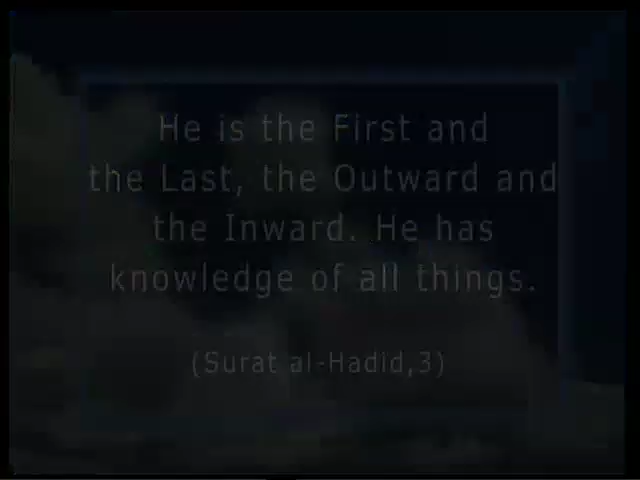 He is the First and
the Last, the Outward and
the Inward. He has
knowledge of all things.
(Surat al-Hadid,3)